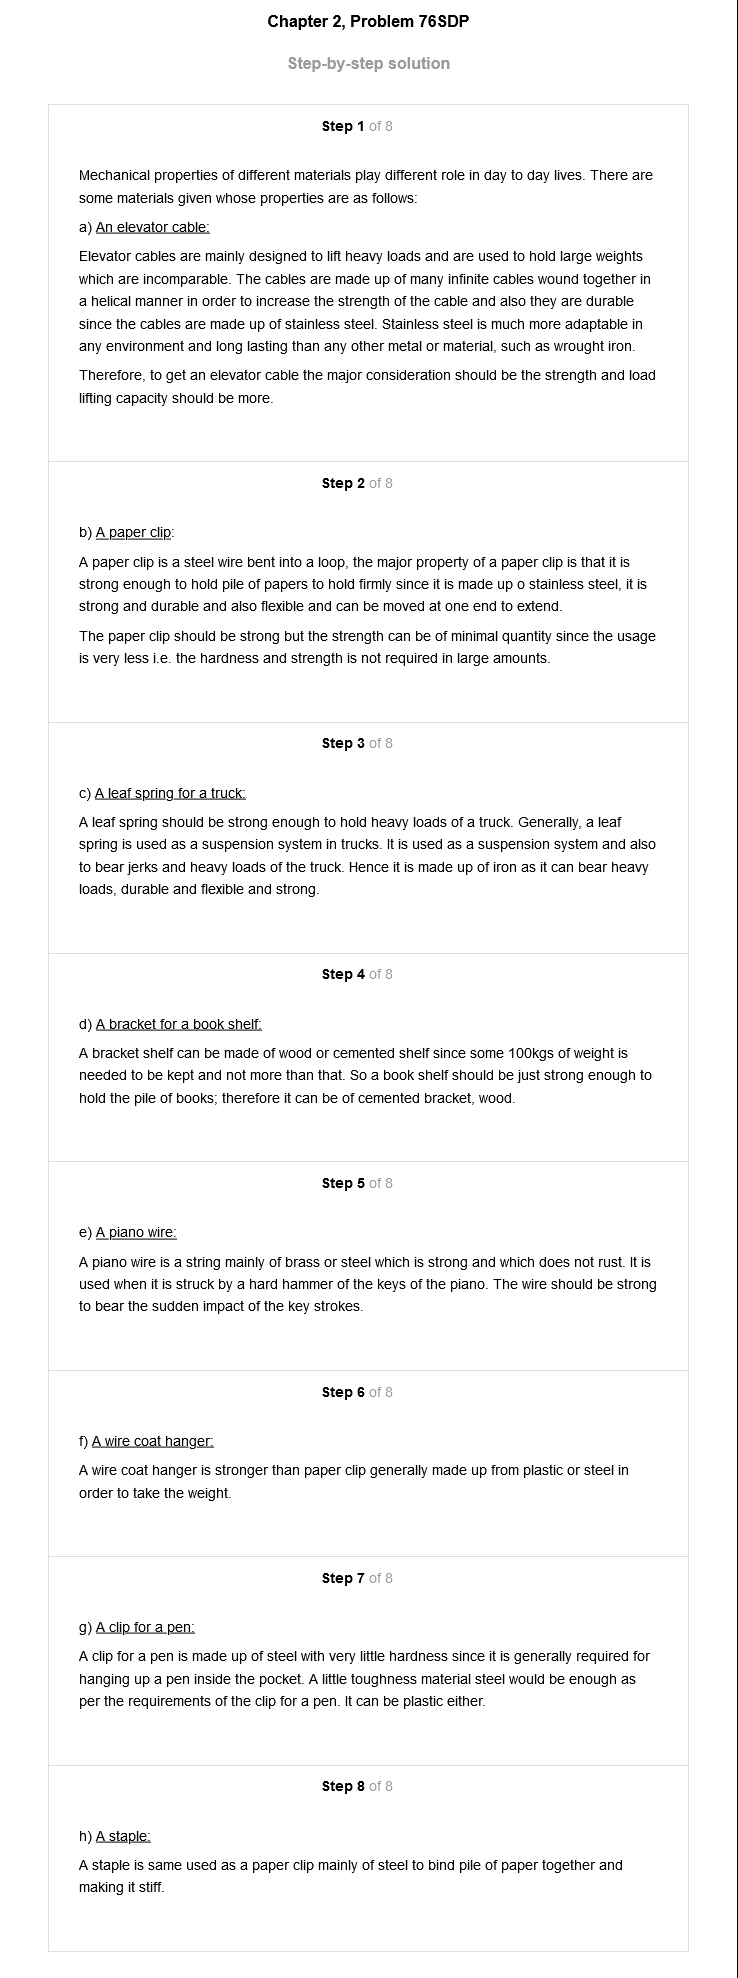 Chapter 2, Problem 76SDP
Step-by-step solution
Step 1 of 8
Mechanical properties of different materials play different role in day to day lives. There are
some materials given whose properties are as follows:
a) An elevator cable:
Elevator cables are mainly designed to lift heavy loads and are used to hold large weights
which are incomparable. The cables are made up of many infinite cables wound together in
a helical manner in order to increase the strength of the cable and also they are durable
since the cables are made up of stainless steel. Stainless steel is much more adaptable in
any environment and long lasting than any other metal or material, such as wrought iron.
Therefore, to get an elevator cable the major consideration should be the strength and load
lifting capacity should be more.
Step 2 of 8
b) A paper clip:
A paper clip is a steel wire bent into a loop, the major property of a paper clip is that it is
strong enough to hold pile of papers to hold firmly since it is made up o stainless steel, it is
strong and durable and also flexible and can be moved at one end to extend.
The paper clip should be strong but the strength can be of minimal quantity since the usage
is very less i.e. the hardness and strength is not required in large amounts.
Step 3 of 8
c) A leaf spring for a truck:
A leaf spring should be strong enough to hold heavy loads of a truck. Generally, a leaf
spring is used as a suspension system in trucks. It is used as a suspension system and also
to bear jerks and heavy loads of the truck. Hence it is made up of iron as it can bear heavy
loads, durable and flexible and strong.
Step 4 of 8
d) A bracket for a book shelf:
A bracket shelf can be made of wood or cemented shelf since some 100kgs of weight is
needed to be kept and not more than that. So a book shelf should be just strong enough to
hold the pile of books; therefore it can be of cemented bracket, wood.
Step 5 of 8
e) A piano wire:
A piano wire is a string mainly of brass or steel which is strong and which does not rust. It is
used when it is struck by a hard hammer of the keys of the piano. The wire should be strong
to bear the sudden impact of the key strokes.
Step 6 of 8
f) A wire coat hanger:
A wire coat hanger is stronger than paper clip generally made up from plastic or steel in
order to take the weight.
Step 7 of 8
g) A clip for a pen:
A clip for a pen is made up of steel with very little hardness since it is generally required for
hanging up a pen inside the pocket. A little toughness material steel would be enough as
per the requirements of the clip for a pen. It can be plastic either.
Step 8 of 8
h) A staple:
A staple is same used as a paper clip mainly of steel to bind pile of paper together and
making it stiff.